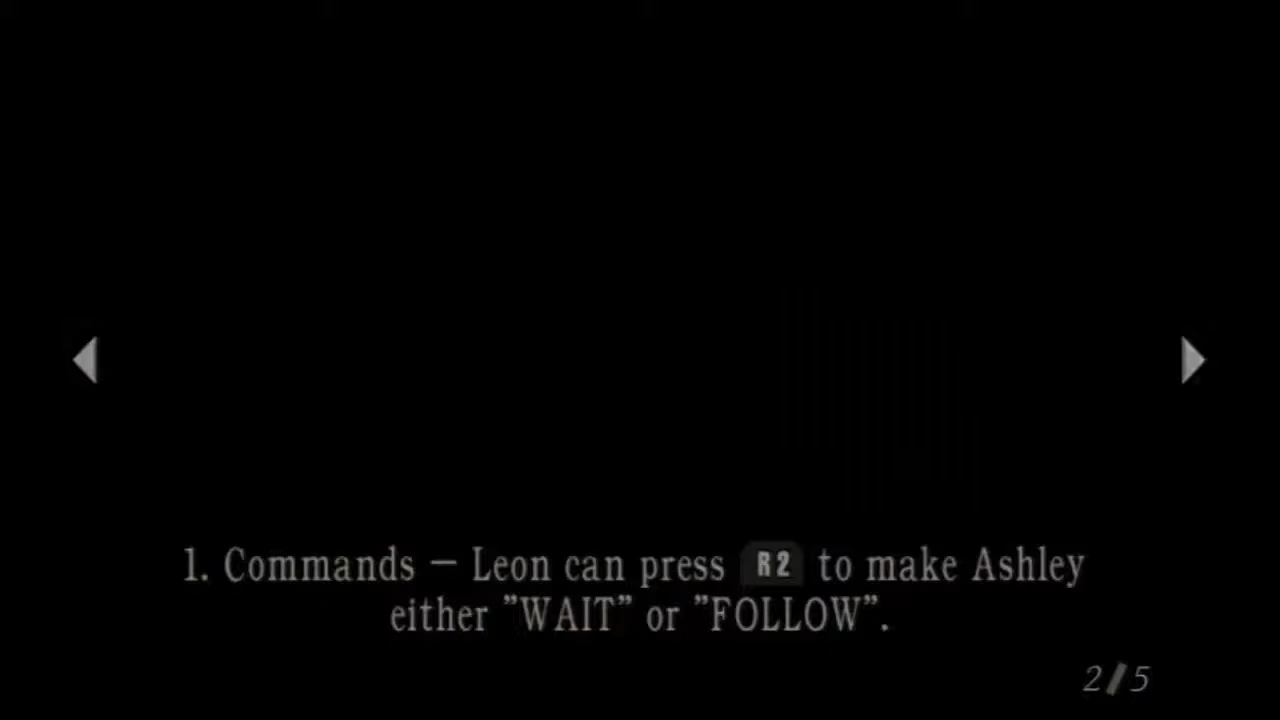 1. Commands — Leon can press R2 to make Ashley
either ”WAIT” or ”FOLLOW”.
2/5